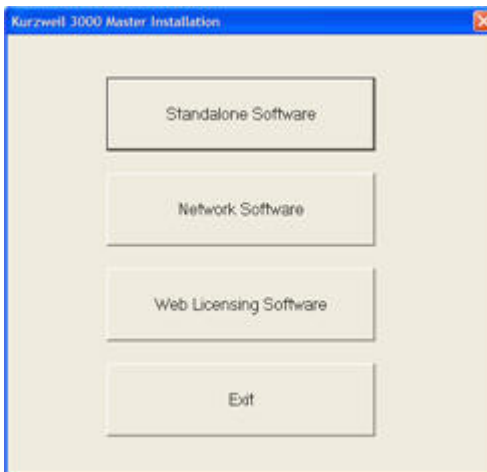 Kurzweil 3000 Master Installation
Standalone Software
Network Software
Web Licensing Software
Exit